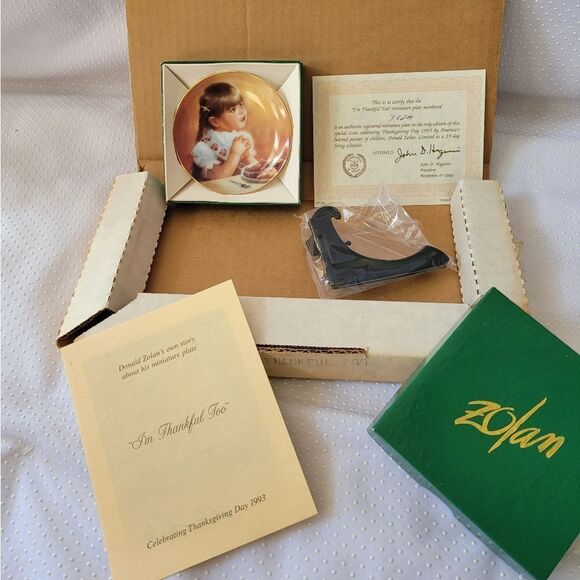 This is to certify that the
"I'm Thankful Too" miniature plate numbered
is an authentic registered miniature plate in the only edition of this
special issue celebrating Thanksgiving Day 1993 by America's
beloved painter of children, Donald Zolan. Limited to a 19-day
firing schedule.
APPROVED:
John D. Hugunin
President
Pemberton & Oakes
THANKFUL TOO
Donald Zolan's own story
about his miniature plate
"I'm Thankful Too"
Celebrating Thanksgiving Day 1993
Zolan